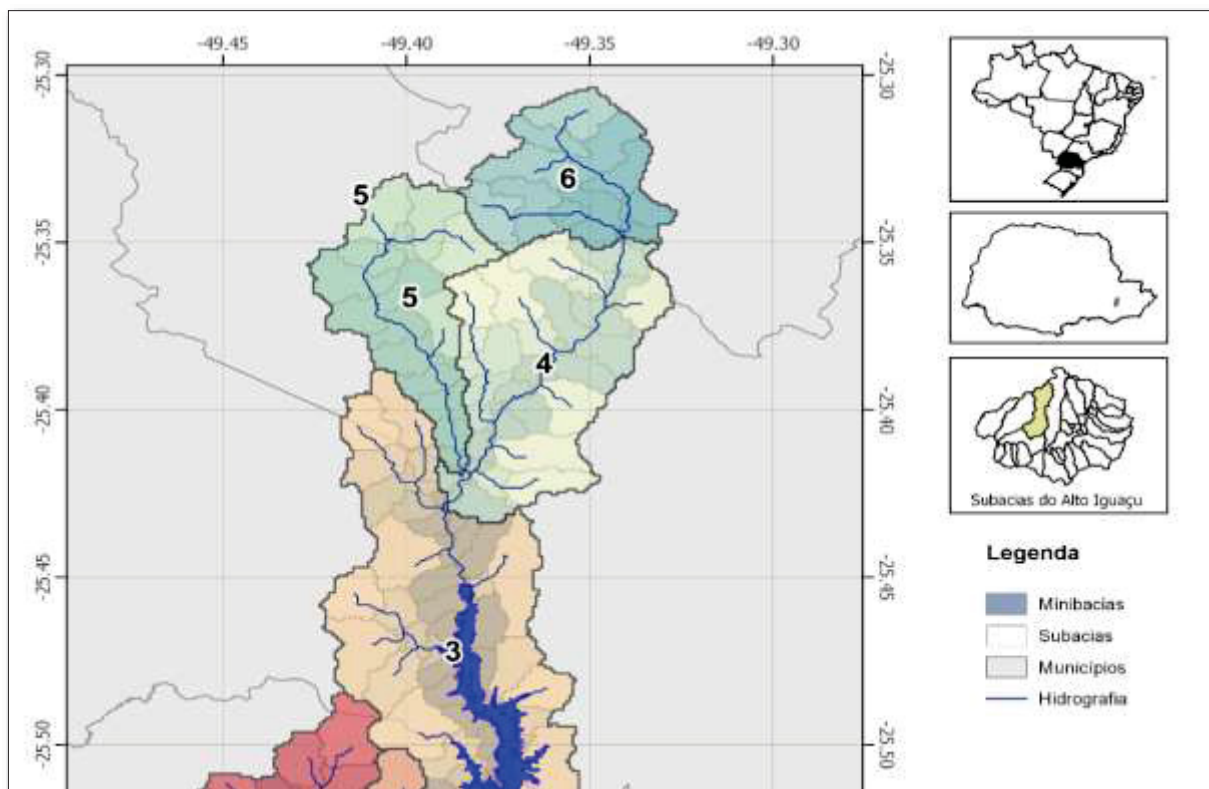 -49.45 -49.40 -49.35 -49.30
-25.30 -25.30
6
5
-25.35 -25.35
5
4
-25.40 -25.40
Subacias do Alto Iguaçu
Legenda
-25.45 -25.45
Minibacias
Subacias
3
Municípios
Hidrografia
-25.50 -25.50